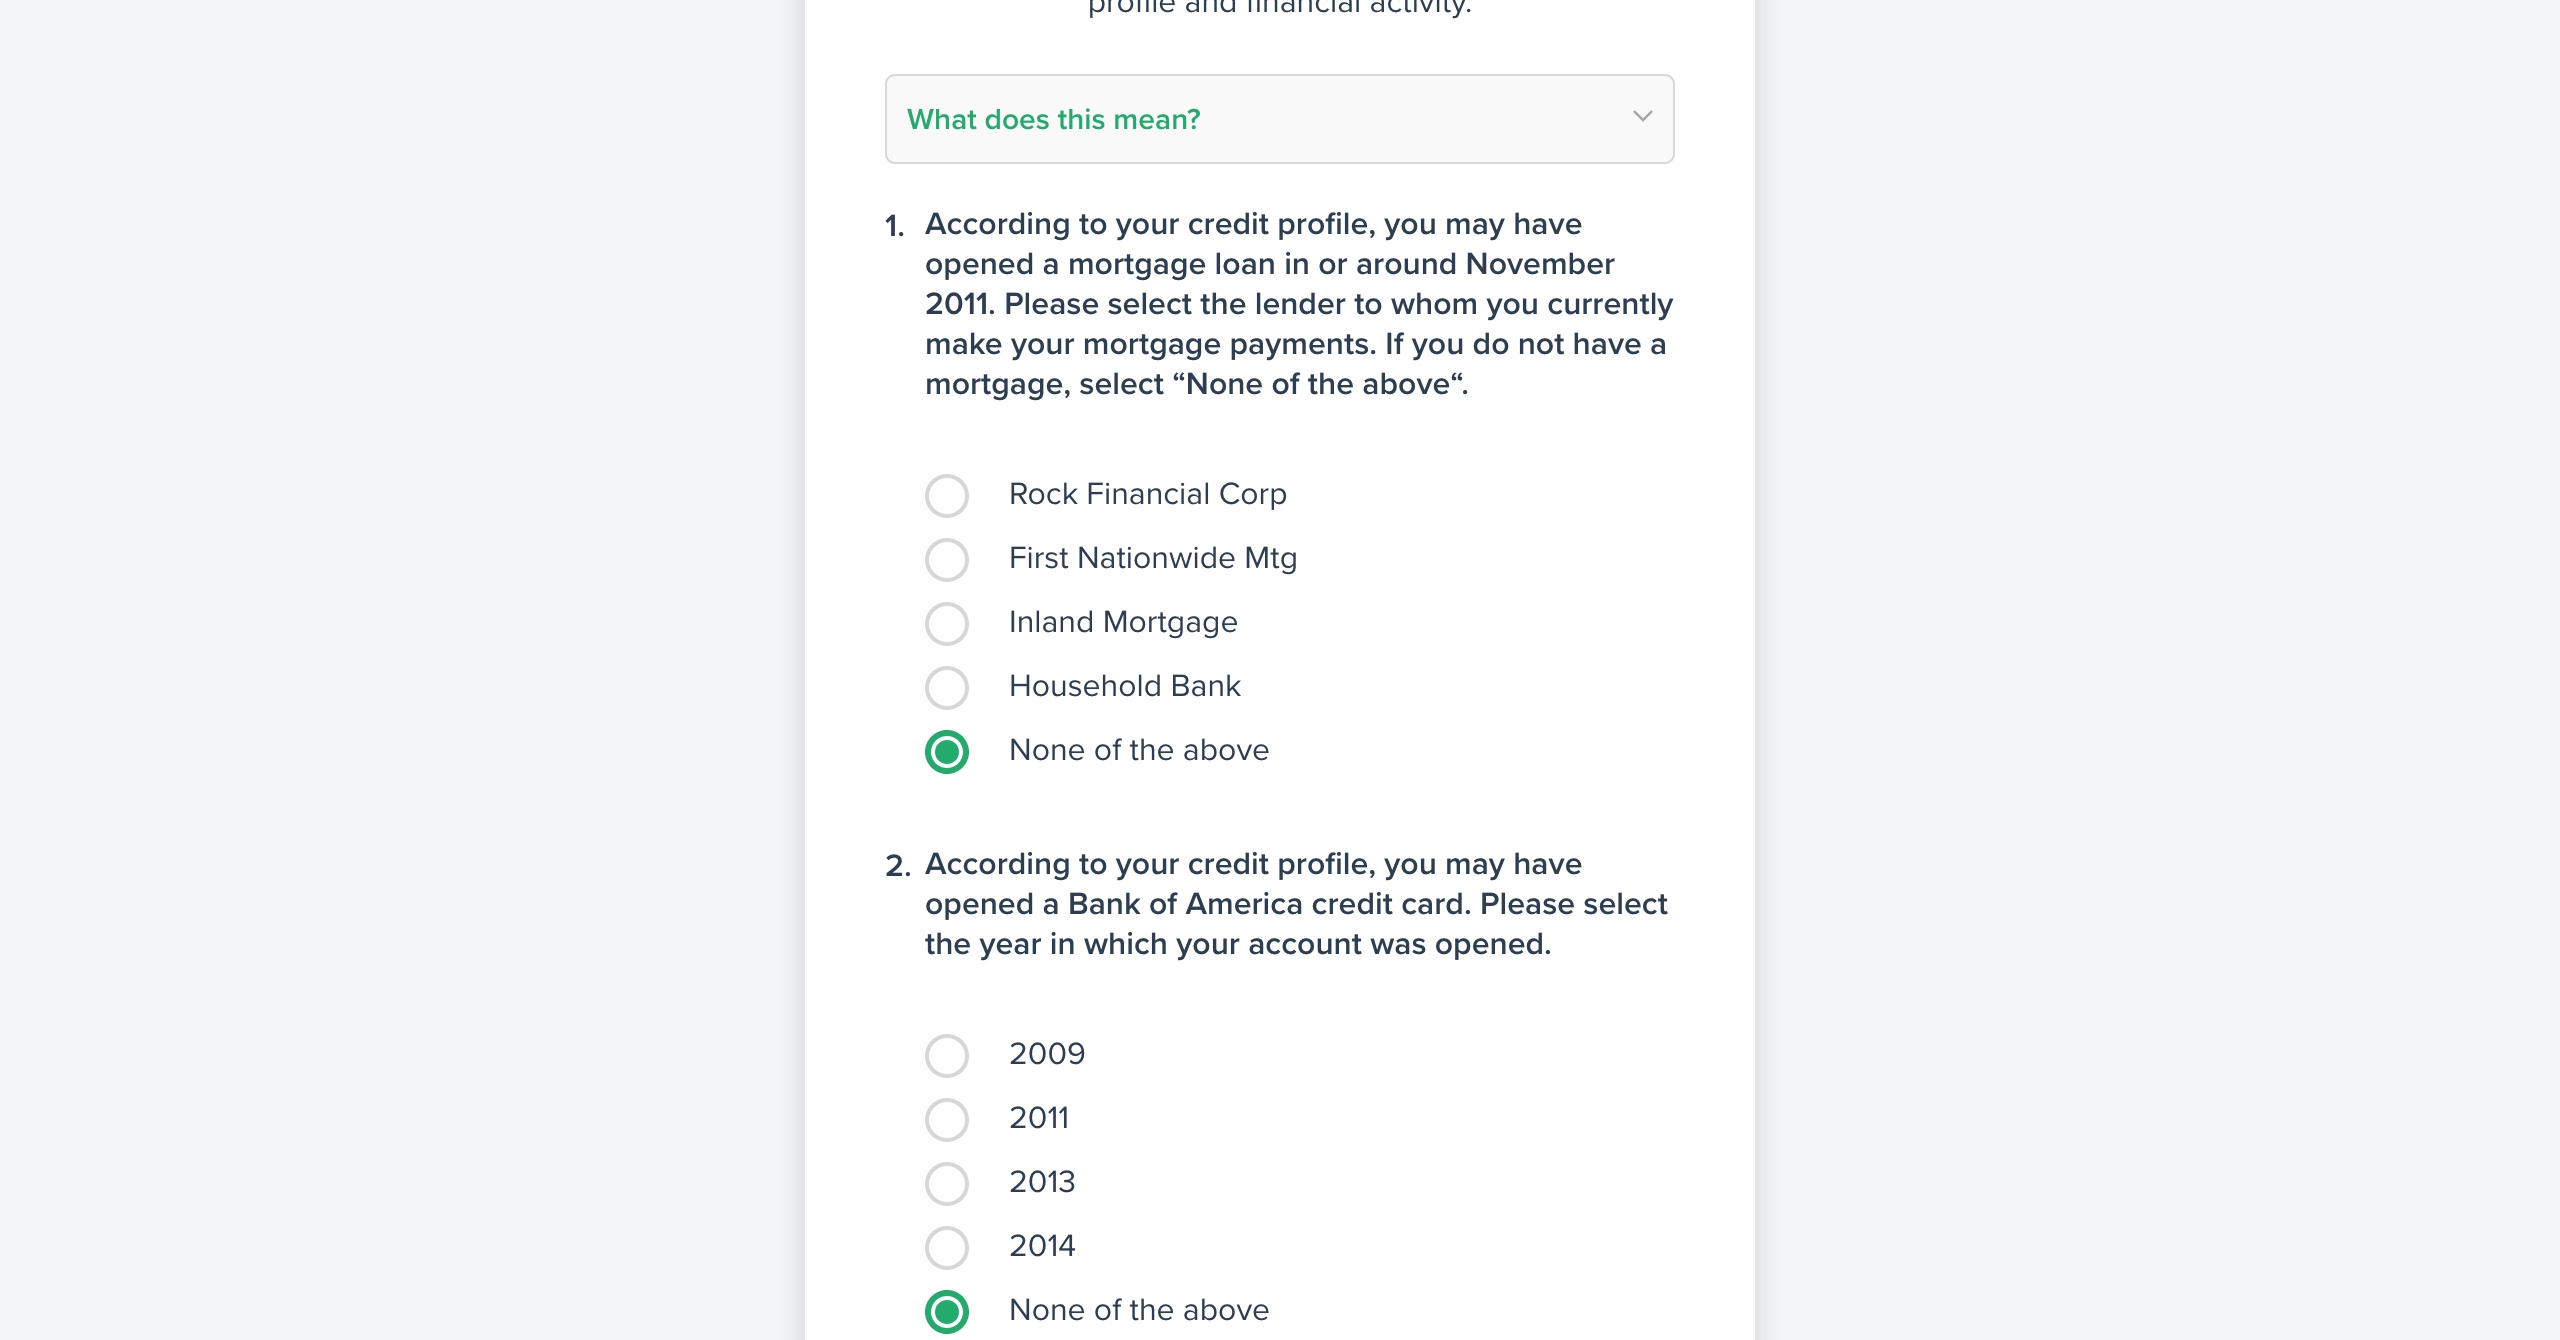 profile and financial activity.
What does this mean?
1. According to your credit profile, you may have
opened a mortgage loan in or around November
2011. Please select the lender to whom you currently
make your mortgage payments. If you do not have a
mortgage, select “None of the above“.
Rock Financial Corp
First Nationwide Mtg
Inland Mortgage
Household Bank
None of the above
2. According to your credit profile, you may have
opened a Bank of America credit card. Please select
the year in which your account was opened.
2009
2011
2013
2014
None of the above